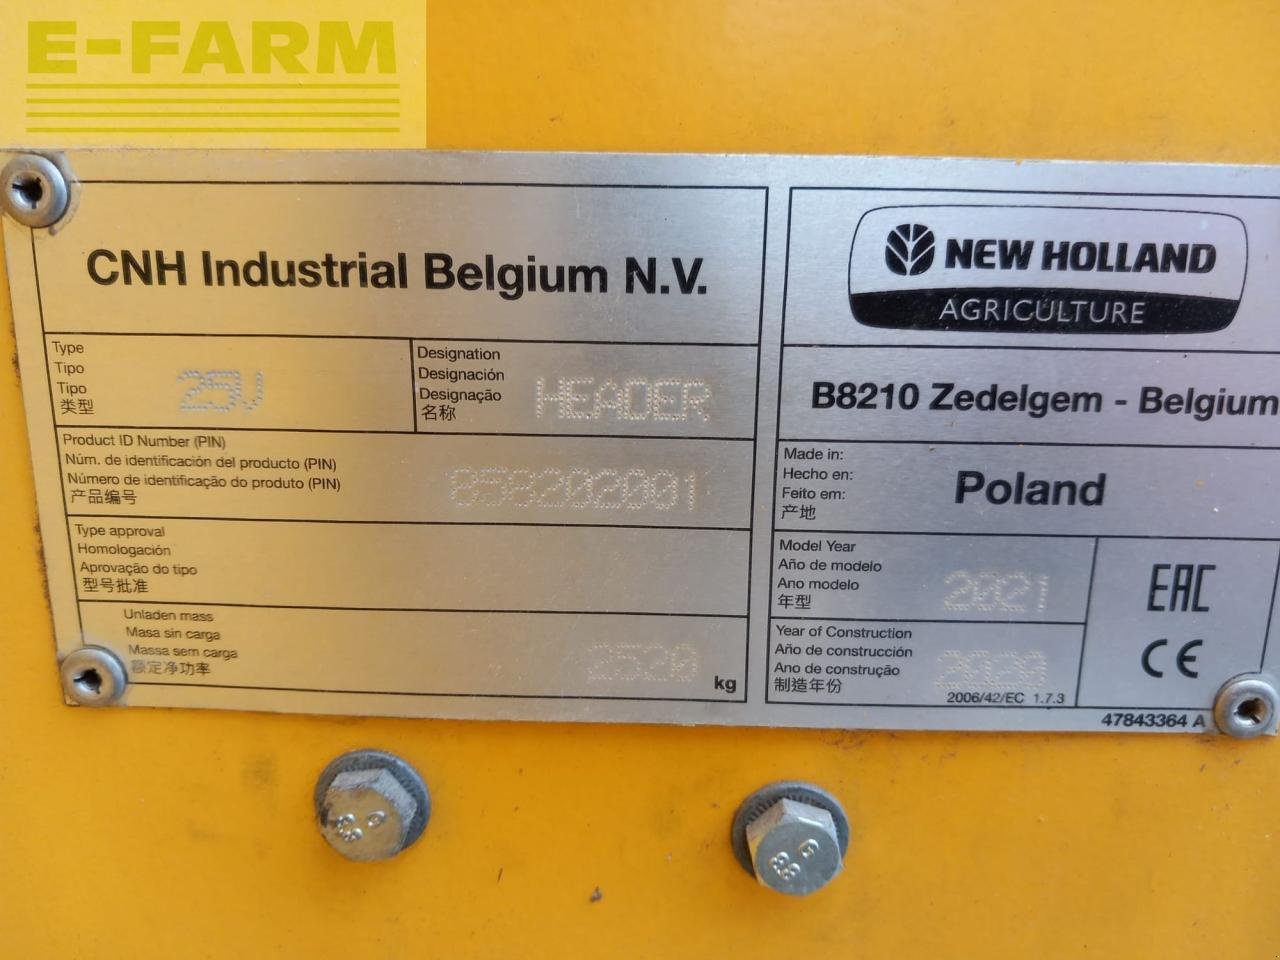 E-FARM
CNH Industrial Belgium N.V.
Type
Tipo
Tipo
类型
25V
Designation
Designación
Designação
名称
HEADER
Product ID Number (PIN)
Núm. de identificación del producto (PIN)
Número de identificação do produto (PIN)
产品编号
858202001
Type approval
Homologación
Aprovação do tipo
型号批准
Unladen mass
Masa sin carga
Massa sem carga
额定净功率
2520
kg
NEW HOLLAND
AGRICULTURE
B8210 Zedelgem - Belgium
Made in:
Hecho en:
Feito em:
产地
Poland
Model Year
Año de modelo
Ano modelo
年型
2021
Year of Construction
Año de construcción
Ano de construção
制造年份
2020
2006/42/EC 1.7.3
EAC
CE
47843364 A
8.8
8.8